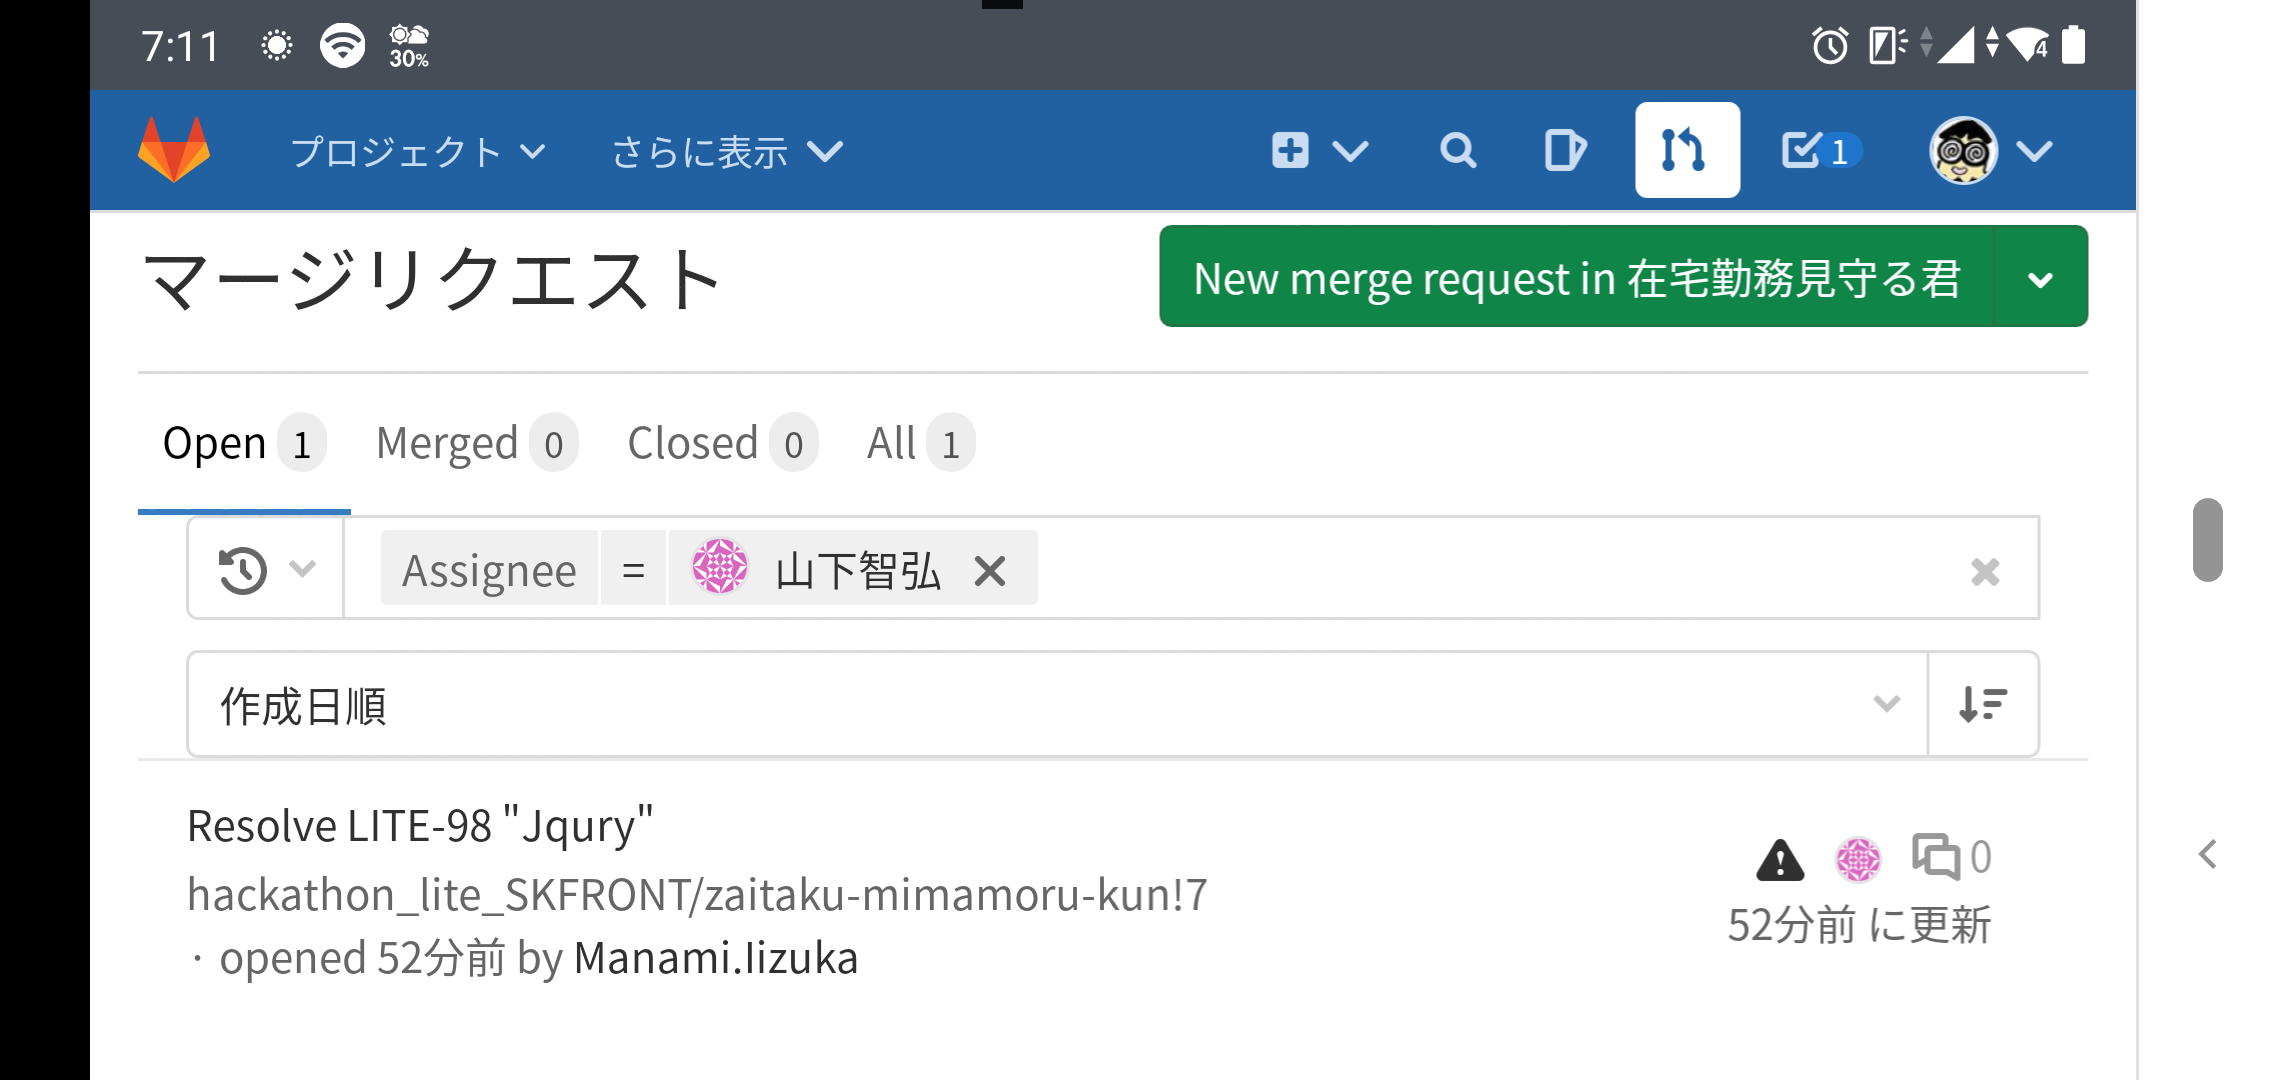 7:11
30%
4
プロジェクト
さらに表示
1
マージリクエスト
New merge request in 在宅勤務見守る君
Open 1
Merged 0
Closed 0
All 1
Assignee = 山下智弘
作成日順
Resolve LITE-98 "Jqury"
hackathon_lite_SKFRONT/zaitaku-mimamoru-kun!7
· opened 52分前 by Manami.Iizuka
0
52分前 に更新